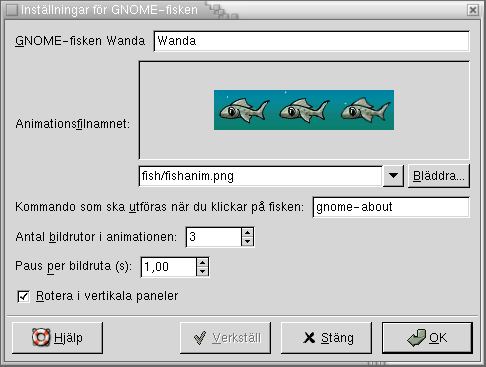 Inställningar för GNOME-fisken
GNOME-fisken Wanda Wanda
Animationsfilnamnet:
fish/fishanim.png Bläddra...
Kommando som ska utföras när du klickar på fisken: gnome-about
Antal bildrutor i animationen: 3
Paus per bildruta (s): 1,00
Rotera i vertikala paneler
Hjälp Verkställ Stäng OK